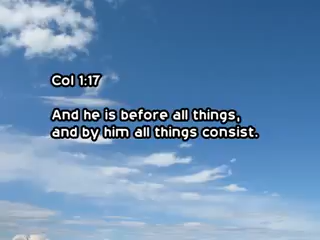 Col 1:17
And he is before all things,
and by him all things consist.